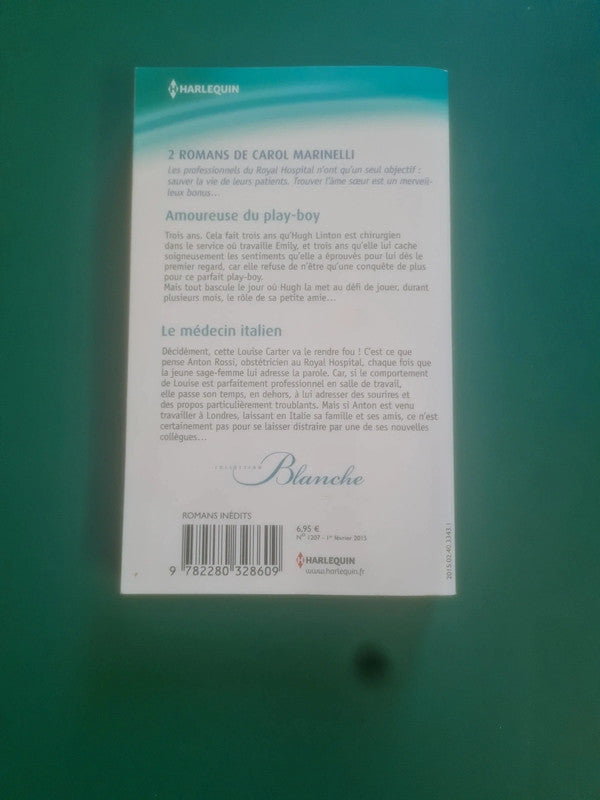 HARLEQUIN
2 ROMANS DE CAROL MARINELLI
Les professionnels du Royal Hospital n'ont qu'un seul objectif :
sauver la vie de leurs patients. Trouver l'âme sœur est un merveil-
leux bonus…
Amoureuse du play-boy
Trois ans. Cela fait trois ans qu'Hugh Linton est chirurgien
dans le service où travaille Emily, et trois ans qu'elle lui cache
soigneusement les sentiments qu'elle a éprouvés pour lui dès le
premier regard, car elle refuse de n'être qu'une conquête de plus
pour ce parfait play-boy.
Mais tout bascule le jour où Hugh la met au défi de jouer, durant
plusieurs mois, le rôle de sa petite amie…
Le médecin italien
Décidément, cette Louise Carter va le rendre fou ! C'est ce que
pense Anton Rossi, obstétricien au Royal Hospital, chaque fois que
la jeune sage-femme lui adresse la parole. Car, si le comportement
de Louise est parfaitement professionnel en salle de travail,
elle passe son temps, en dehors, à lui adresser des sourires et
des propos particulièrement troublants. Mais si Anton est venu
travailler à Londres, laissant en Italie sa famille et ses amis, ce n'est
certainement pas pour se laisser distraire par une de ses nouvelles
collègues…
COLLECTION
Blanche
ROMANS INÉDITS
6,95 €
N° 1207 - 1er février 2015
HARLEQUIN
www.harlequin.fr
9 782280 328609
2015.02.40.3343.1